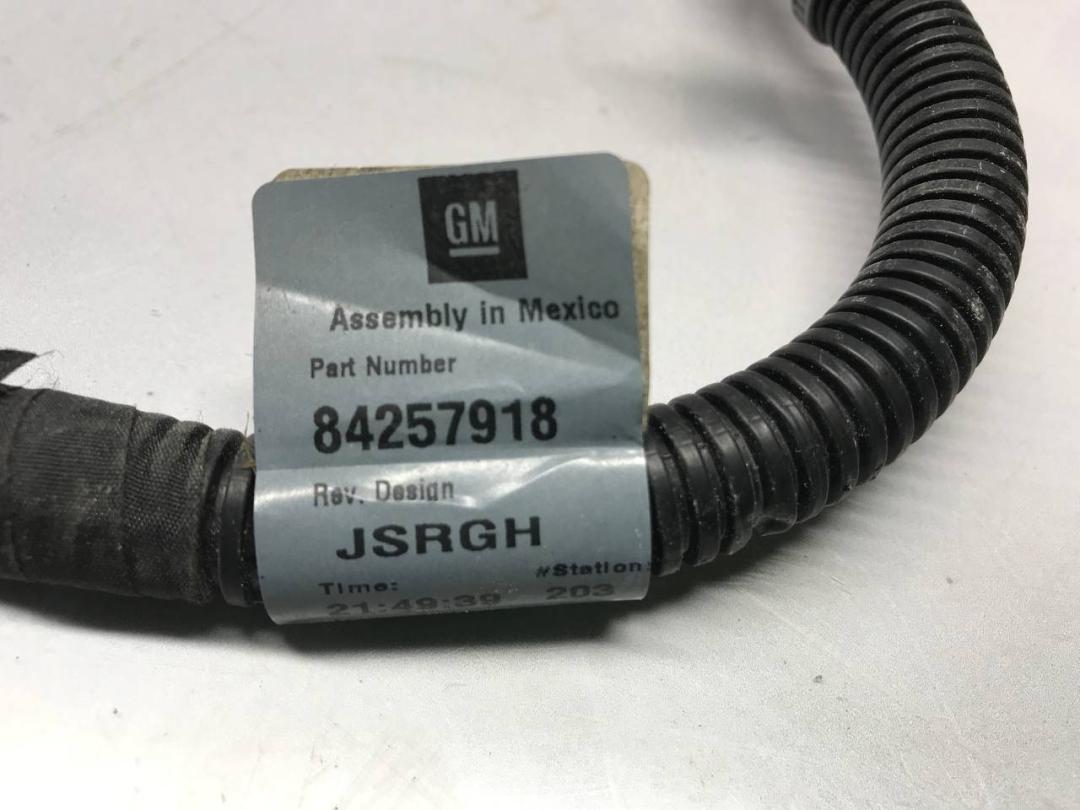 GM
Assembly in Mexico
Part Number
84257918
Rev. Design
JSRGH
Time: #Station:
21:49:39 203